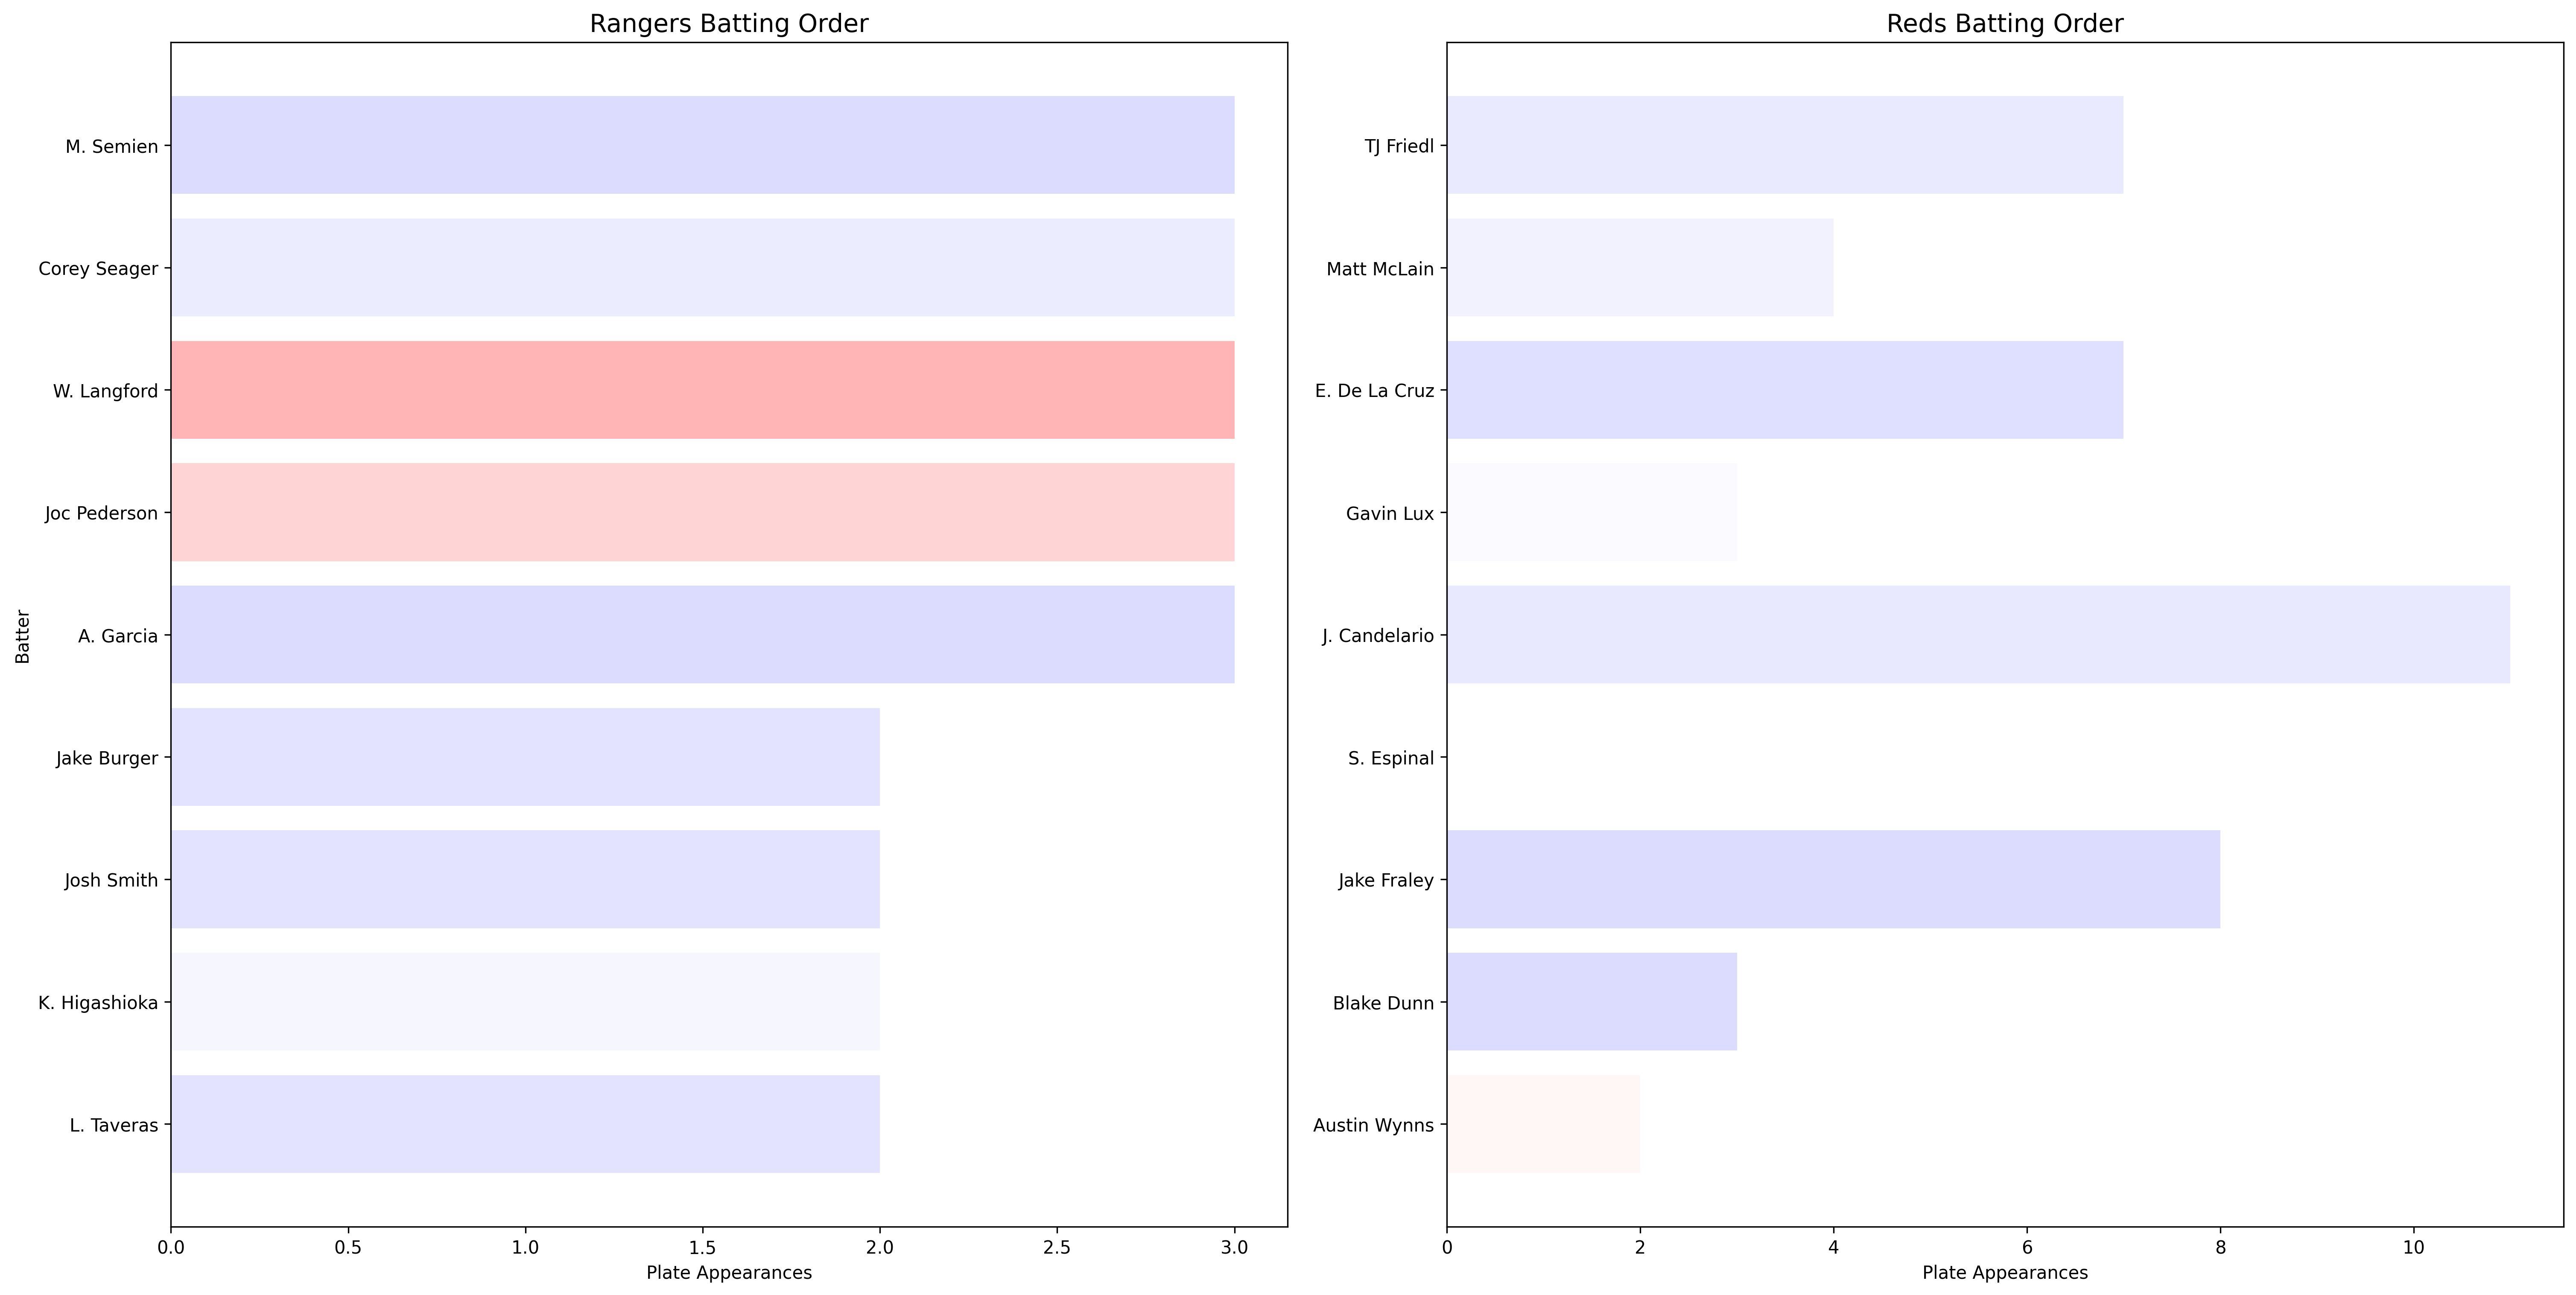 Rangers Batting Order
Batter
M. Semien
Corey Seager
W. Langford
Joc Pederson
A. Garcia
Jake Burger
Josh Smith
K. Higashioka
L. Taveras
0.0 0.5 1.0 1.5 2.0 2.5 3.0
Plate Appearances
Reds Batting Order
TJ Friedl
Matt McLain
E. De La Cruz
Gavin Lux
J. Candelario
S. Espinal
Jake Fraley
Blake Dunn
Austin Wynns
0 2 4 6 8 10
Plate Appearances